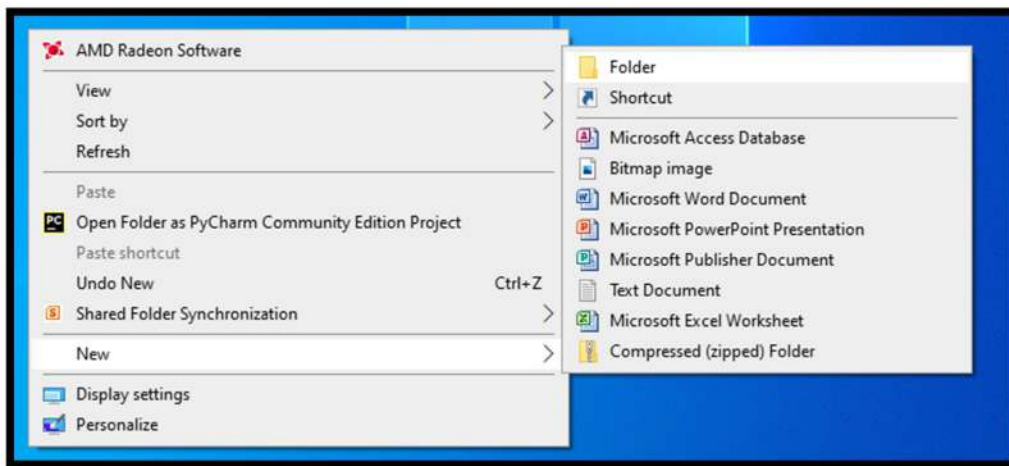 AMD Radeon Software
View
Sort by
Refresh
Paste
PC Open Folder as PyCharm Community Edition Project
Paste shortcut
Undo New Ctrl+Z
S Shared Folder Synchronization
New
Display settings
Personalize
Folder
Shortcut
A Microsoft Access Database
Bitmap image
W Microsoft Word Document
P Microsoft PowerPoint Presentation
P Microsoft Publisher Document
Text Document
X Microsoft Excel Worksheet
Compressed (zipped) Folder